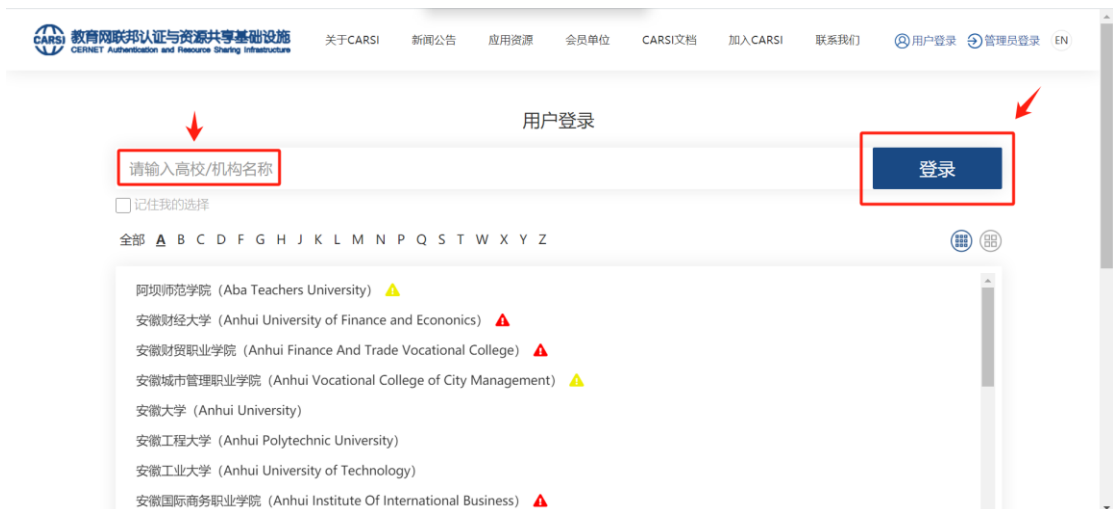 CARSI 教育网联邦认证与资源共享基础设施
CERNET Authentication and Resource Sharing Infrastructure
关于CARSI 新闻公告 应用资源 会员单位 CARSI文档 加入CARSI 联系我们 用户登录 管理员登录 EN
用户登录
请输入高校/机构名称 登录
记住我的选择
全部 A B C D F G H J K L M N P Q S T W X Y Z
阿坝师范学院（Aba Teachers University）
安徽财经大学（Anhui University of Finance and Econonics）
安徽财贸职业学院（Anhui Finance And Trade Vocational College）
安徽城市管理职业学院（Anhui Vocational College of City Management）
安徽大学（Anhui University）
安徽工程大学（Anhui Polytechnic University）
安徽工业大学（Anhui University of Technology）
安徽国际商务职业学院（Anhui Institute Of International Business）